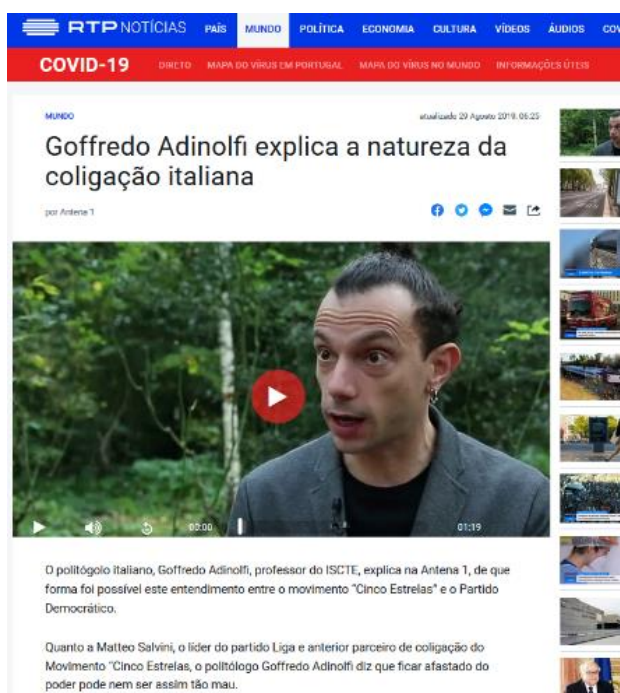 RTP NOTÍCIAS PAÍS MUNDO POLÍTICA ECONOMIA CULTURA VÍDEOS ÁUDIOS COV
COVID-19 DIRETO MAPA DO VÍRUS EM PORTUGAL MAPA DO VÍRUS NO MUNDO INFORMAÇÕES ÚTEIS
MUNDO atualizado 29 Agosto 2019, 06:25
Goffredo Adinolfi explica a natureza da
coligação italiana
por Antena 1
00:00 01:19
O politógolo italiano, Goffredo Adinolfi, professor do ISCTE, explica na Antena 1, de que
forma foi possível este entendimento entre o movimento "Cinco Estrelas" e o Partido
Democrático.
Quanto a Matteo Salvini, o líder do partido Liga e anterior parceiro de coligação do
Movimento "Cinco Estrelas, o politólogo Goffredo Adinolfi diz que ficar afastado do
poder pode nem ser assim tão mau.